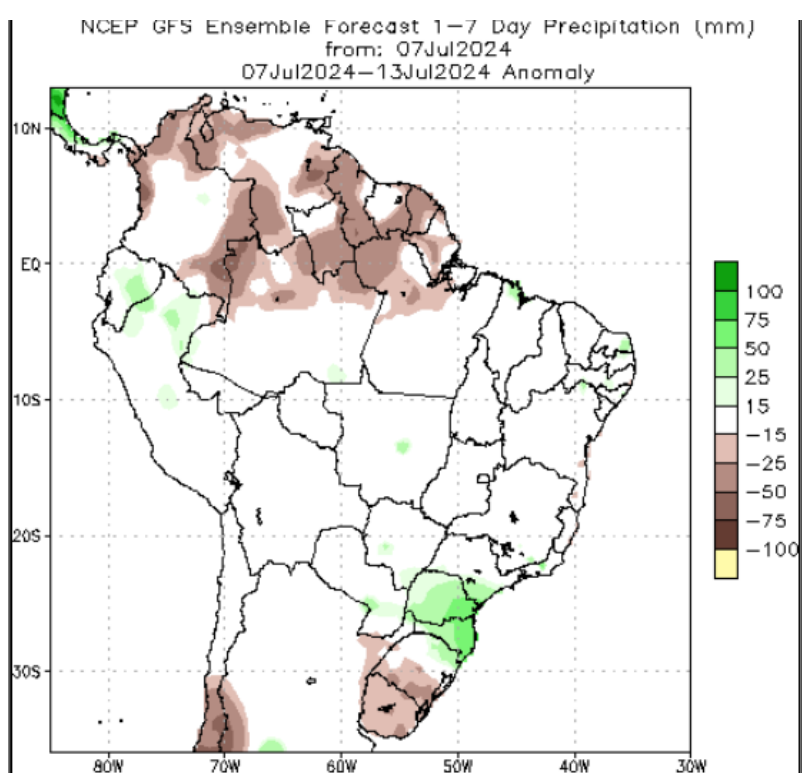 NCEP GFS Ensemble Forecast 1–7 Day Precipitation (mm)
from: 07Jul2024
07Jul2024–13Jul2024 Anomaly
10N
EQ
10S
20S
30S
80W 70W 60W 50W 40W 30W
100
75
50
25
15
−15
−25
−50
−75
−100